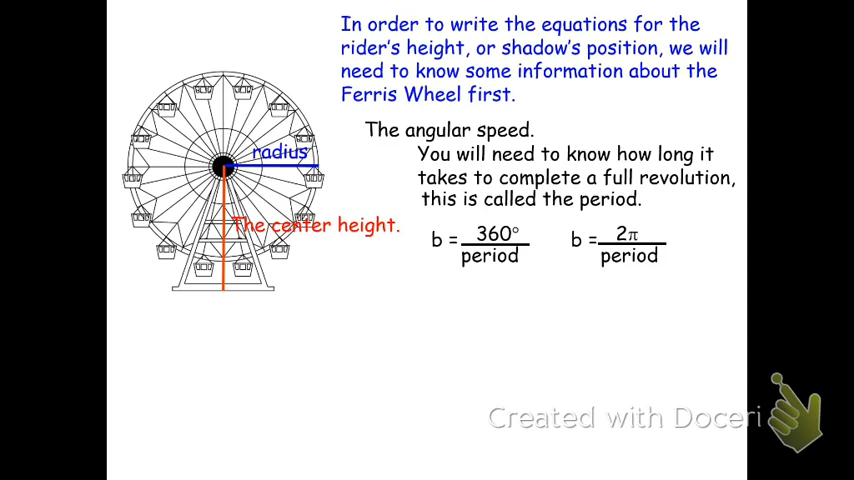 In order to write the equations for the
rider's height, or shadow's position, we will
need to know some information about the
Ferris Wheel first.
The angular speed.
You will need to know how long it
takes to complete a full revolution,
this is called the period.
radius
The center height.
b = 360°
period
b = 2π
period
Created with Doceri